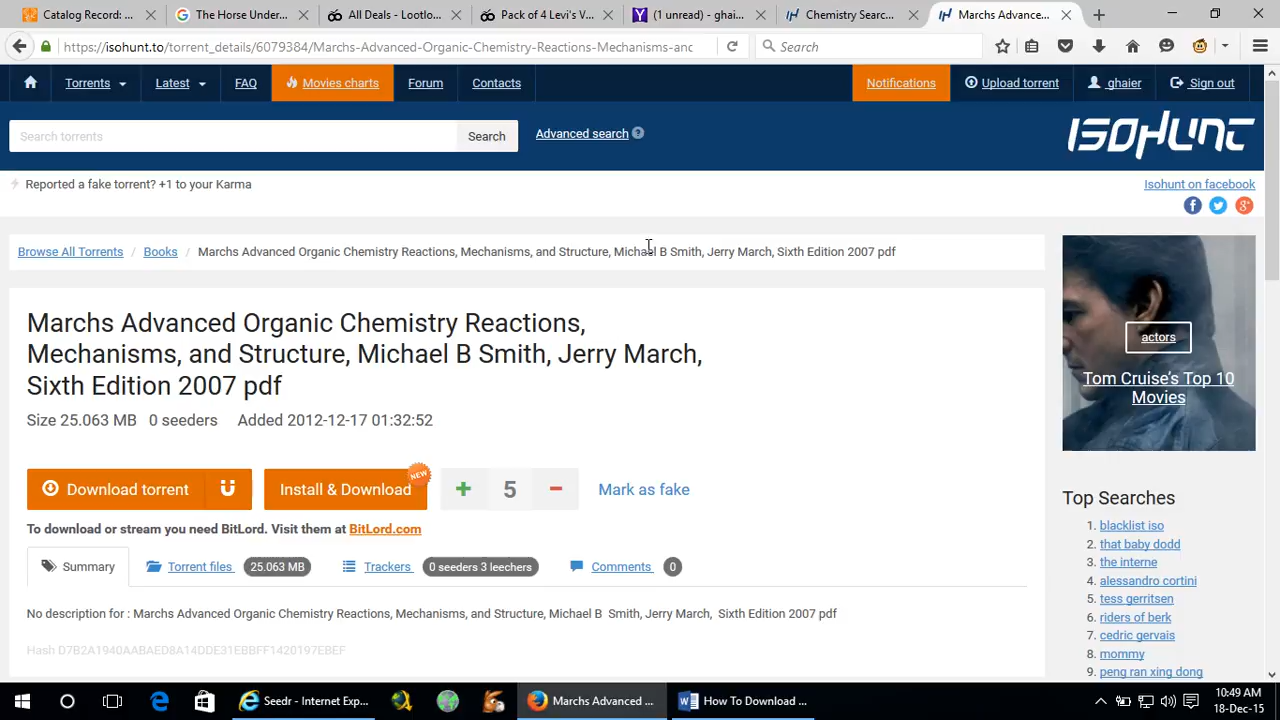 Catalog Record: ...
The Horse Under...
All Deals - Lootlo...
Pack of 4 Levi's V...
(1 unread) - ghai...
Chemistry Searc...
Marchs Advance...
https://isohunt.to/torrent_details/6079384/Marchs-Advanced-Organic-Chemistry-Reactions-Mechanisms-anc
Search
Torrents
Latest
FAQ
Movies charts
Forum
Contacts
Notifications
Upload torrent
ghaier
Sign out
Search torrents
Search
Advanced search ?
ISOHUNT
Reported a fake torrent? +1 to your Karma
Isohunt on facebook
Browse All Torrents / Books / Marchs Advanced Organic Chemistry Reactions, Mechanisms, and Structure, Michael B Smith, Jerry March, Sixth Edition 2007 pdf
Marchs Advanced Organic Chemistry Reactions,
Mechanisms, and Structure, Michael B Smith, Jerry March,
Sixth Edition 2007 pdf
Size 25.063 MB 0 seeders Added 2012-12-17 01:32:52
Download torrent
Install & Download
NEW
+ 5 −
Mark as fake
To download or stream you need BitLord. Visit them at BitLord.com
Summary
Torrent files 25.063 MB
Trackers 0 seeders 3 leechers
Comments 0
No description for : Marchs Advanced Organic Chemistry Reactions, Mechanisms, and Structure, Michael B Smith, Jerry March, Sixth Edition 2007 pdf
Hash D7B2A1940AABAED8A14DDE31EBBFF1420197EBEF
actors
Tom Cruise's Top 10
Movies
Top Searches
1. blacklist iso
2. that baby dodd
3. the interne
4. alessandro cortini
5. tess gerritsen
6. riders of berk
7. cedric gervais
8. mommy
9. peng ran xing dong
Seedr - Internet Exp...
Marchs Advanced ...
How To Download ...
10:49 AM
18-Dec-15